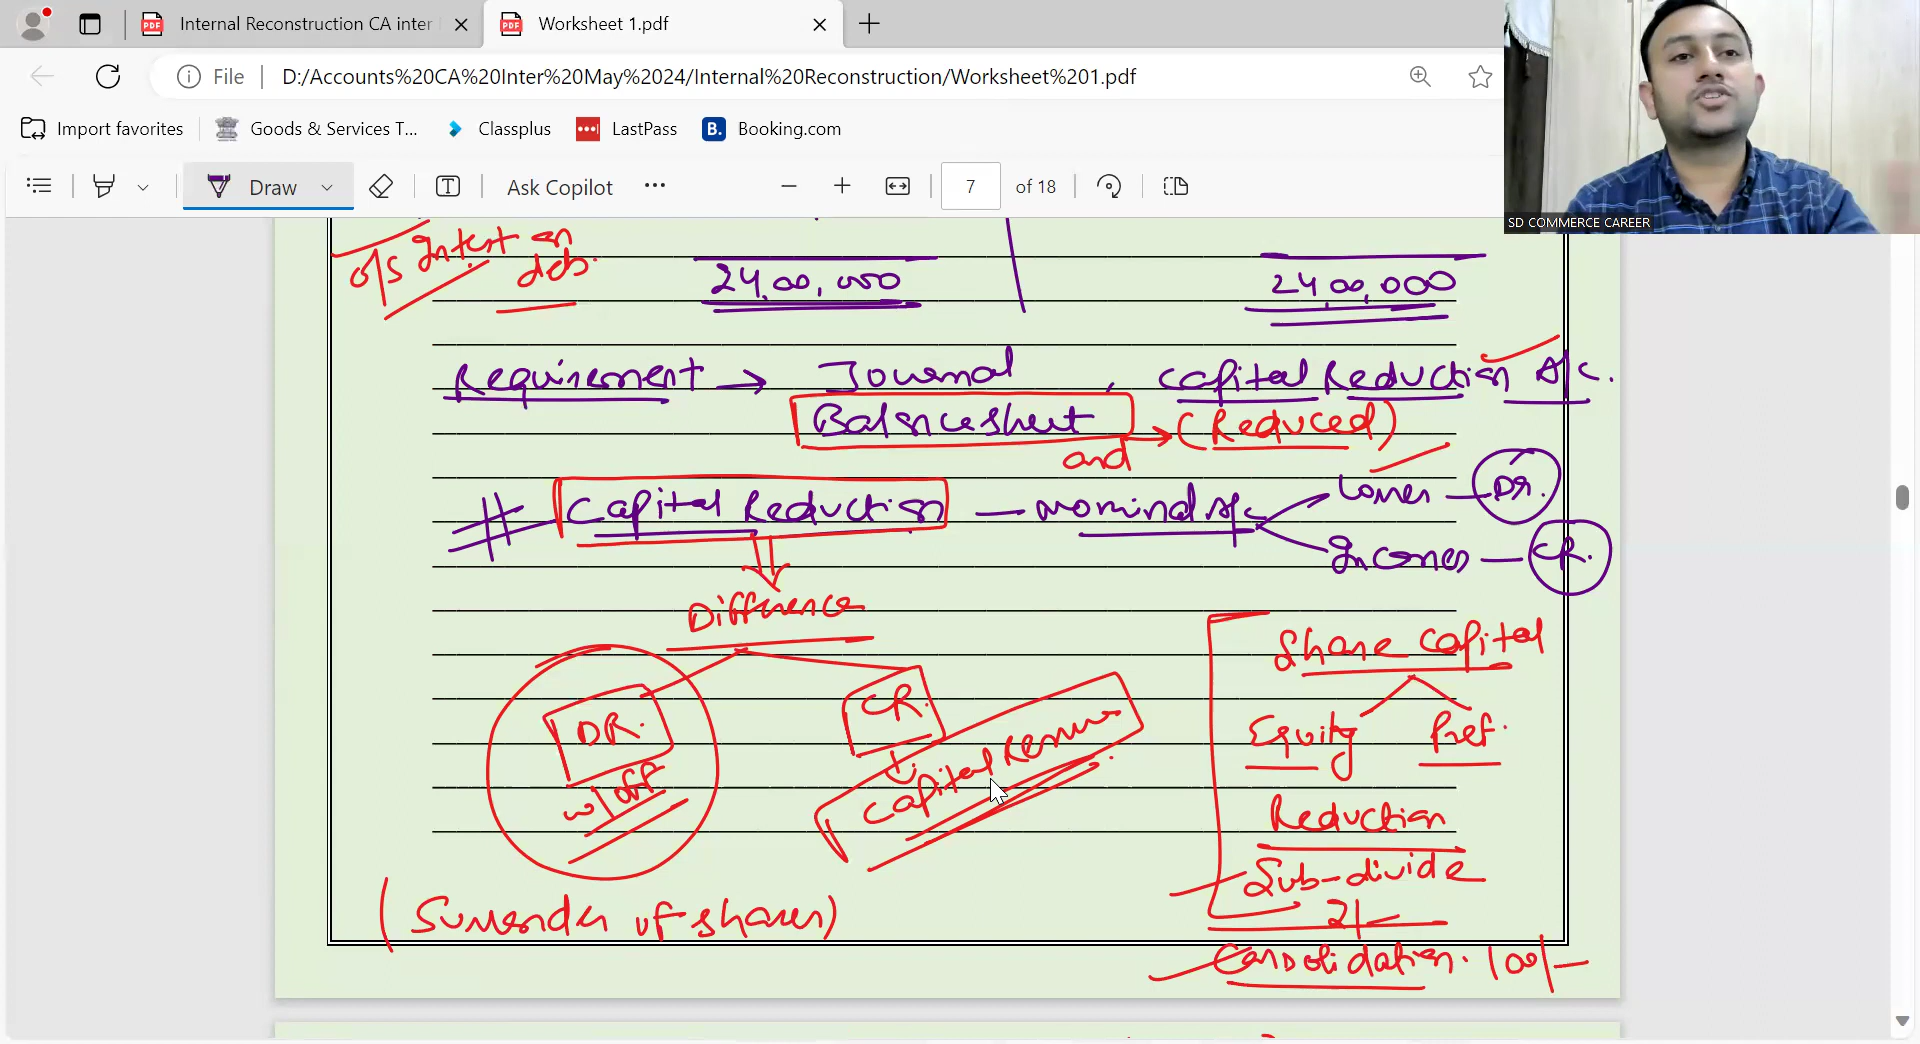 Internal Reconstruction CA inter
Worksheet 1.pdf
File
D:/Accounts%20CA%20Inter%20May%2024/Internal%20Reconstruction/Worksheet%201.pdf
Import favorites
Goods & Services T...
Classplus
LastPass
B. Booking.com
Draw
Ask Copilot
7 of 18
SD COMMERCE CAREER
o/s Intest on
deb.
24,00,000
24,00,000
Requirement → Journal, Capital Reduction A/c.
Balancesheet → (Reduced)
and
# Capital Reduction — Nominal A/c
Losses — DR.
Incomes — CR.
Difference
DR.
w/off
CR.
Capital Reserve
Share Capital
Equity Pref.
Reduction
Sub-divide
2/-
Consolidation. 100/-
(Surrender of shares)